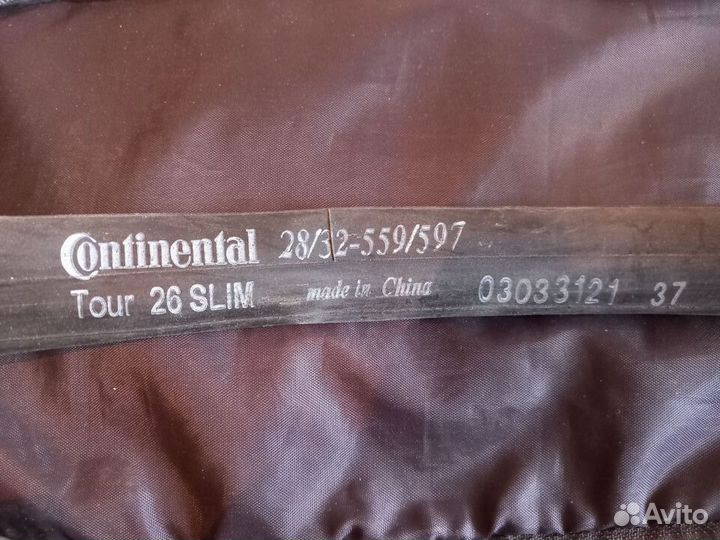 Continental 28/32-559/597
Tour 26 SLIM made in China 03033121 37
Avito